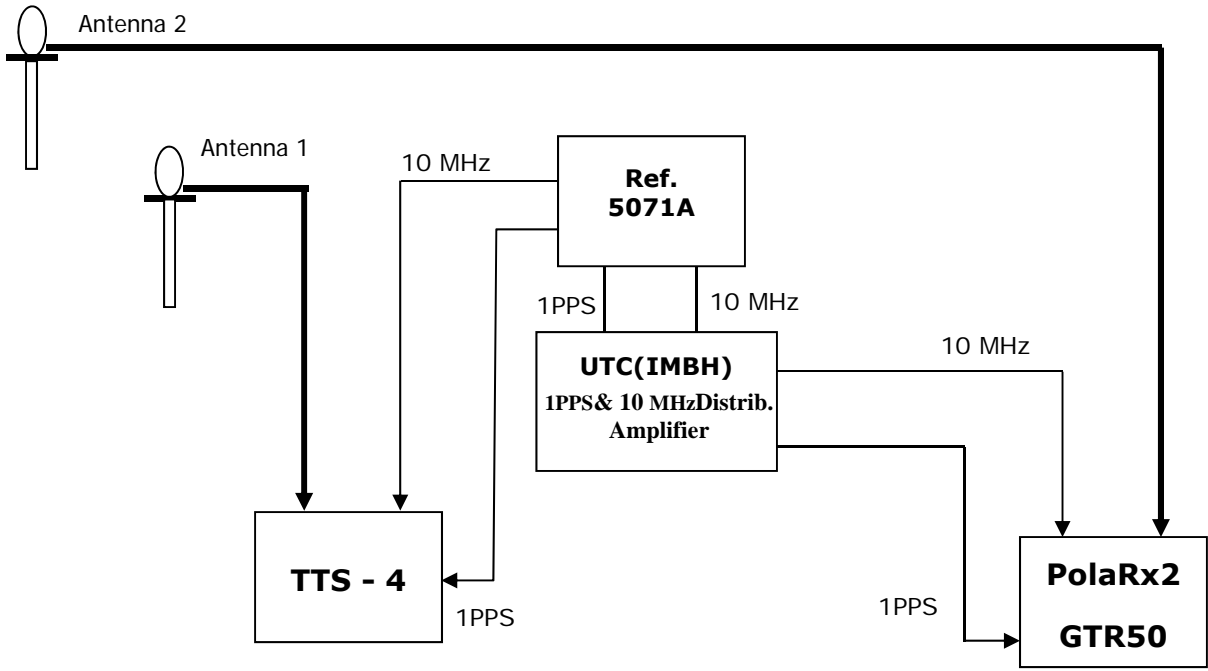 Antenna 2
Antenna 1
10 MHz
Ref.
5071A
1PPS
10 MHz
UTC(IMBH)
1PPS& 10 MHzDistrib.
Amplifier
10 MHz
TTS - 4
1PPS
1PPS
PolaRx2
GTR50